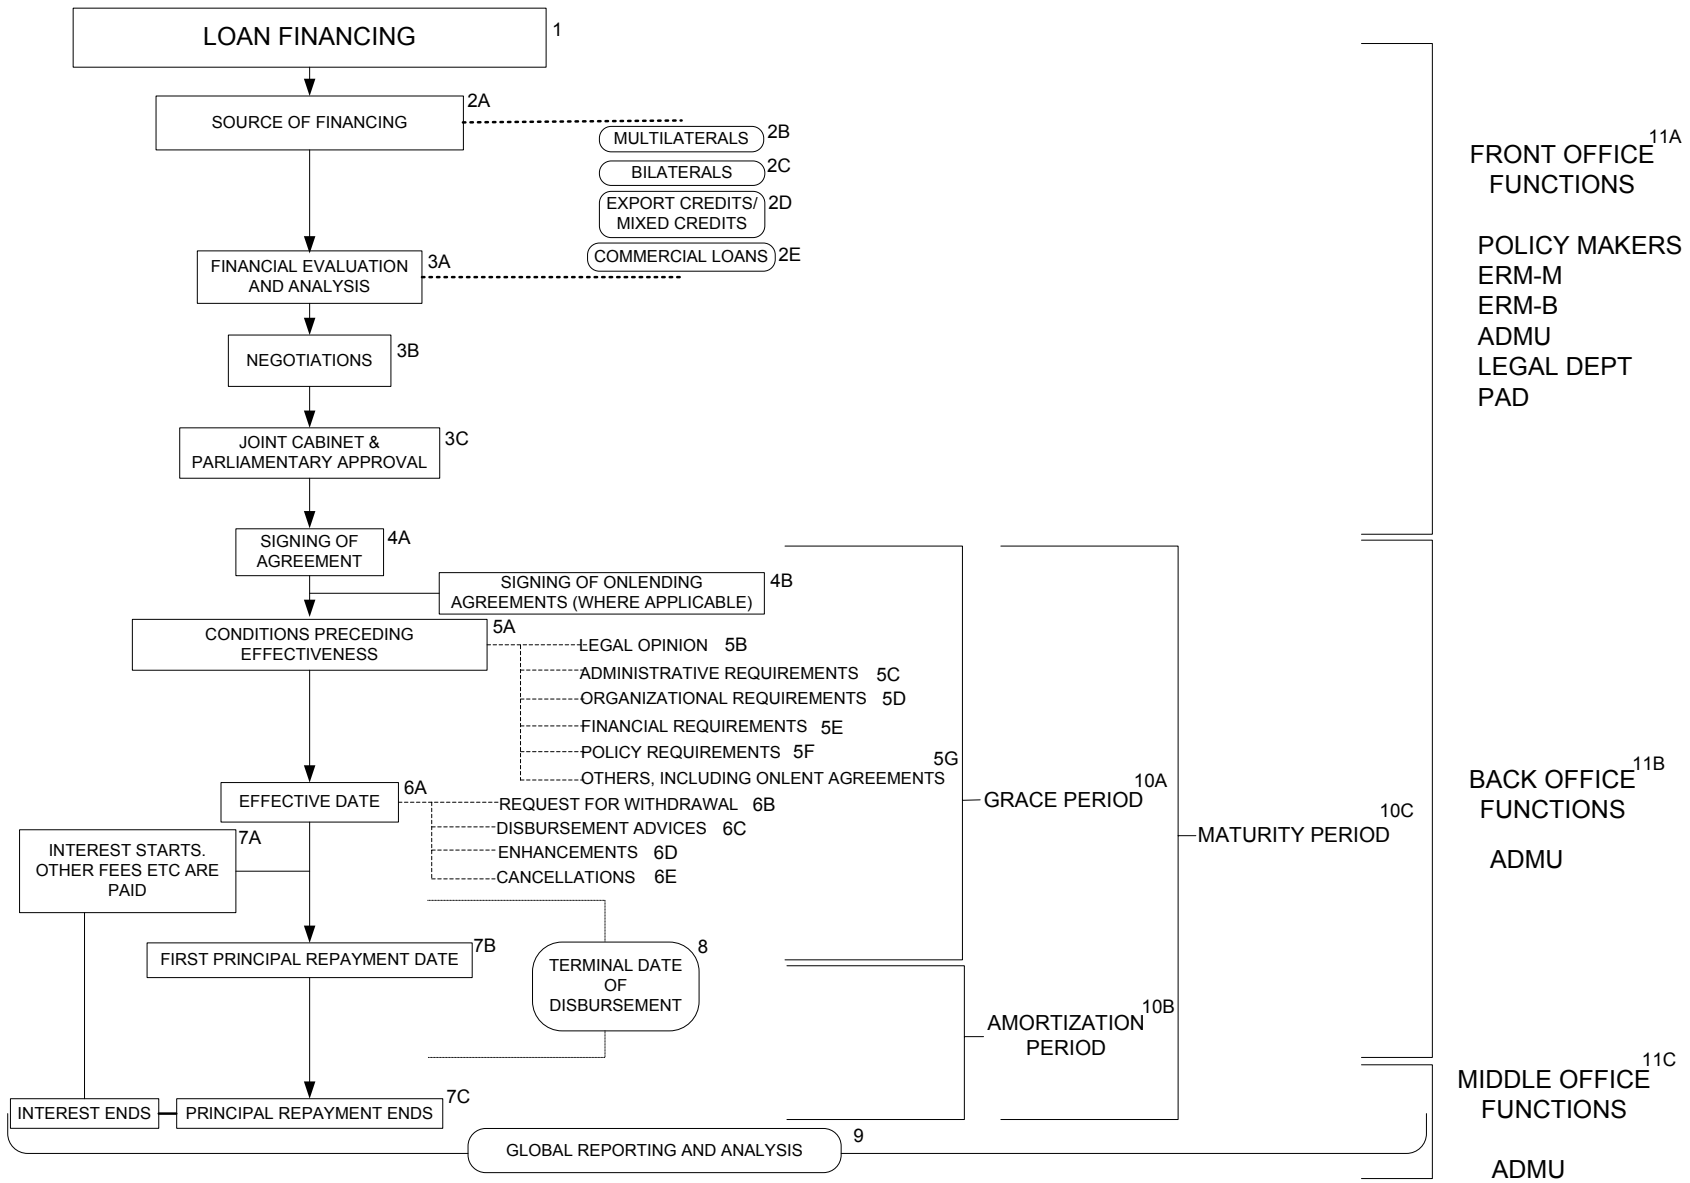 LOAN FINANCING
1
SOURCE OF FINANCING
2A
MULTILATERALS
2B
BILATERALS
2C
EXPORT CREDITS/
MIXED CREDITS
2D
COMMERCIAL LOANS
2E
FINANCIAL EVALUATION
AND ANALYSIS
3A
NEGOTIATIONS
3B
JOINT CABINET &
PARLIAMENTARY APPROVAL
3C
FRONT OFFICE
FUNCTIONS
11A
POLICY MAKERS
ERM-M
ERM-B
ADMU
LEGAL DEPT
PAD
SIGNING OF
AGREEMENT
4A
SIGNING OF ONLENDING
AGREEMENTS (WHERE APPLICABLE)
4B
CONDITIONS PRECEDING
EFFECTIVENESS
5A
LEGAL OPINION 5B
ADMINISTRATIVE REQUIREMENTS 5C
ORGANIZATIONAL REQUIREMENTS 5D
FINANCIAL REQUIREMENTS 5E
POLICY REQUIREMENTS 5F
OTHERS, INCLUDING ONLENT AGREEMENTS 5G
EFFECTIVE DATE
6A
REQUEST FOR WITHDRAWAL 6B
DISBURSEMENT ADVICES 6C
ENHANCEMENTS 6D
CANCELLATIONS 6E
INTEREST STARTS.
OTHER FEES ETC ARE
PAID
7A
FIRST PRINCIPAL REPAYMENT DATE
7B
TERMINAL DATE
OF
DISBURSEMENT
8
GRACE PERIOD
10A
AMORTIZATION
PERIOD
10B
MATURITY PERIOD
10C
BACK OFFICE
FUNCTIONS
11B
ADMU
INTEREST ENDS
PRINCIPAL REPAYMENT ENDS
7C
GLOBAL REPORTING AND ANALYSIS
9
MIDDLE OFFICE
FUNCTIONS
11C
ADMU